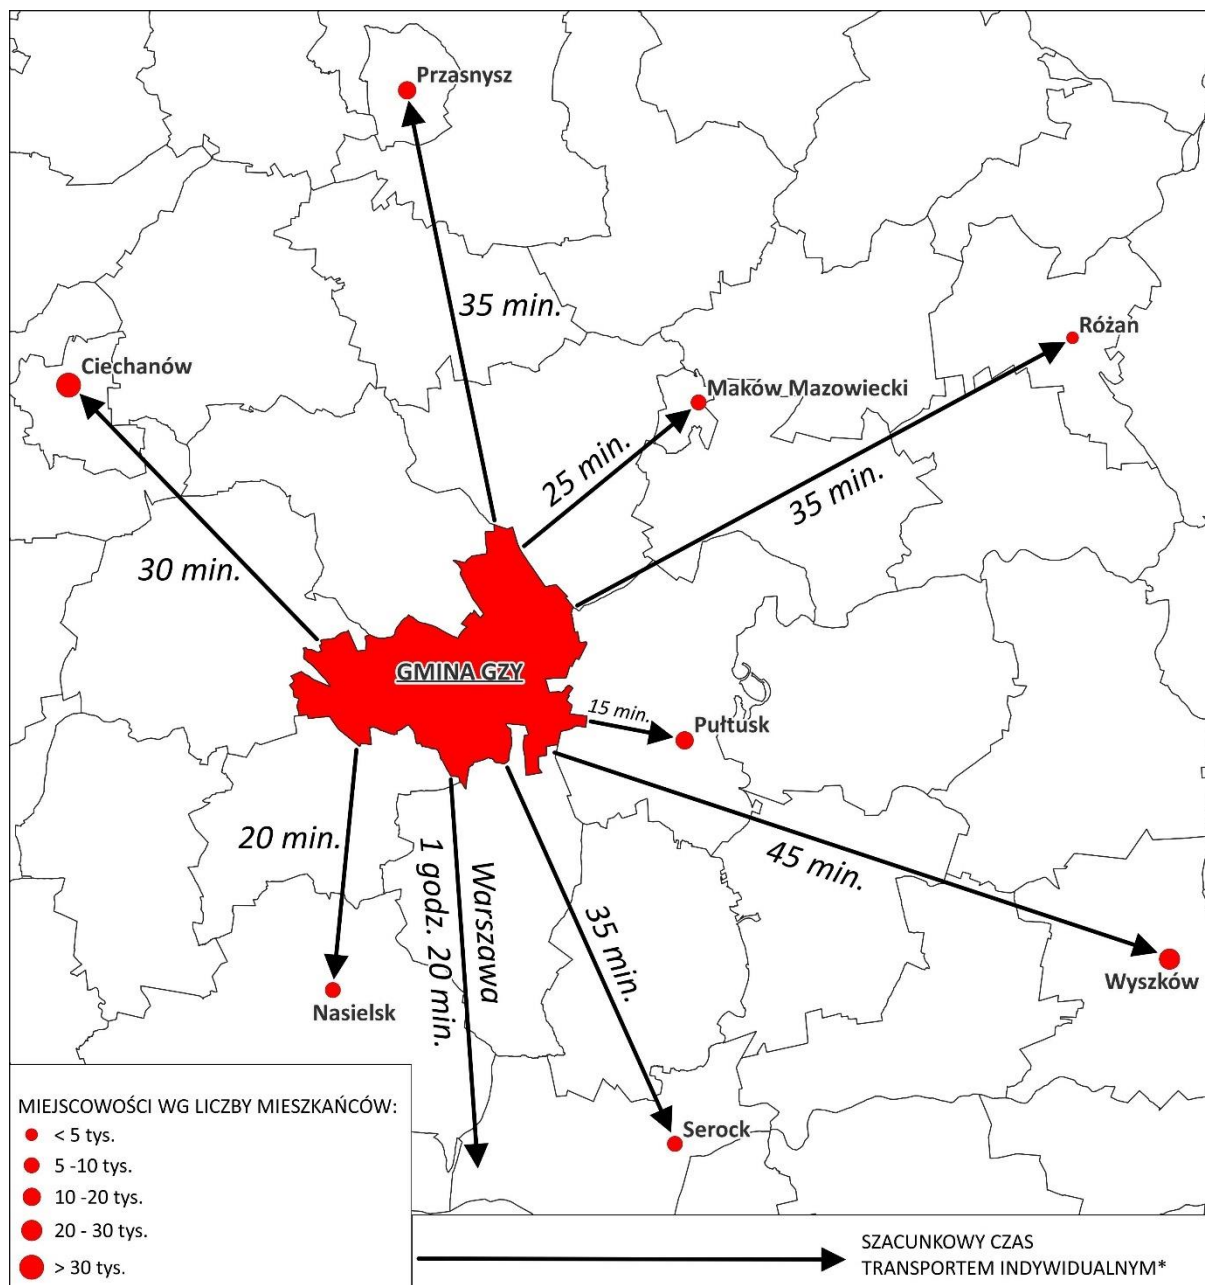 Przasnysz
35 min.
Różan
Ciechanów
Maków_Mazowiecki
25 min.
35 min.
30 min.
GMINA GZY
15 min.
Pułtusk
20 min.
Warszawa
1 godz. 20 min.
35 min.
45 min.
Wyszków
Nasielsk
Serock
MIEJSCOWOŚCI WG LICZBY MIESZKAŃCÓW:
< 5 tys.
5 -10 tys.
10 -20 tys.
20 - 30 tys.
> 30 tys.
SZACUNKOWY CZAS
TRANSPORTEM INDYWIDUALNYM*